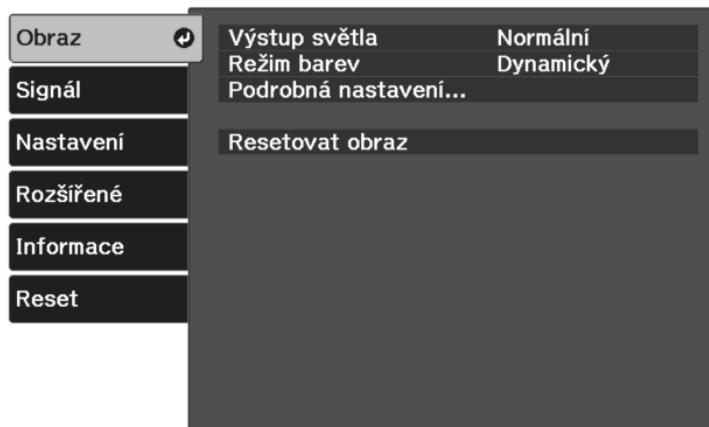 Obraz
Signál
Nastavení
Rozšířené
Informace
Reset
Výstup světla Normální
Režim barev Dynamický
Podrobná nastavení...
Resetovat obraz